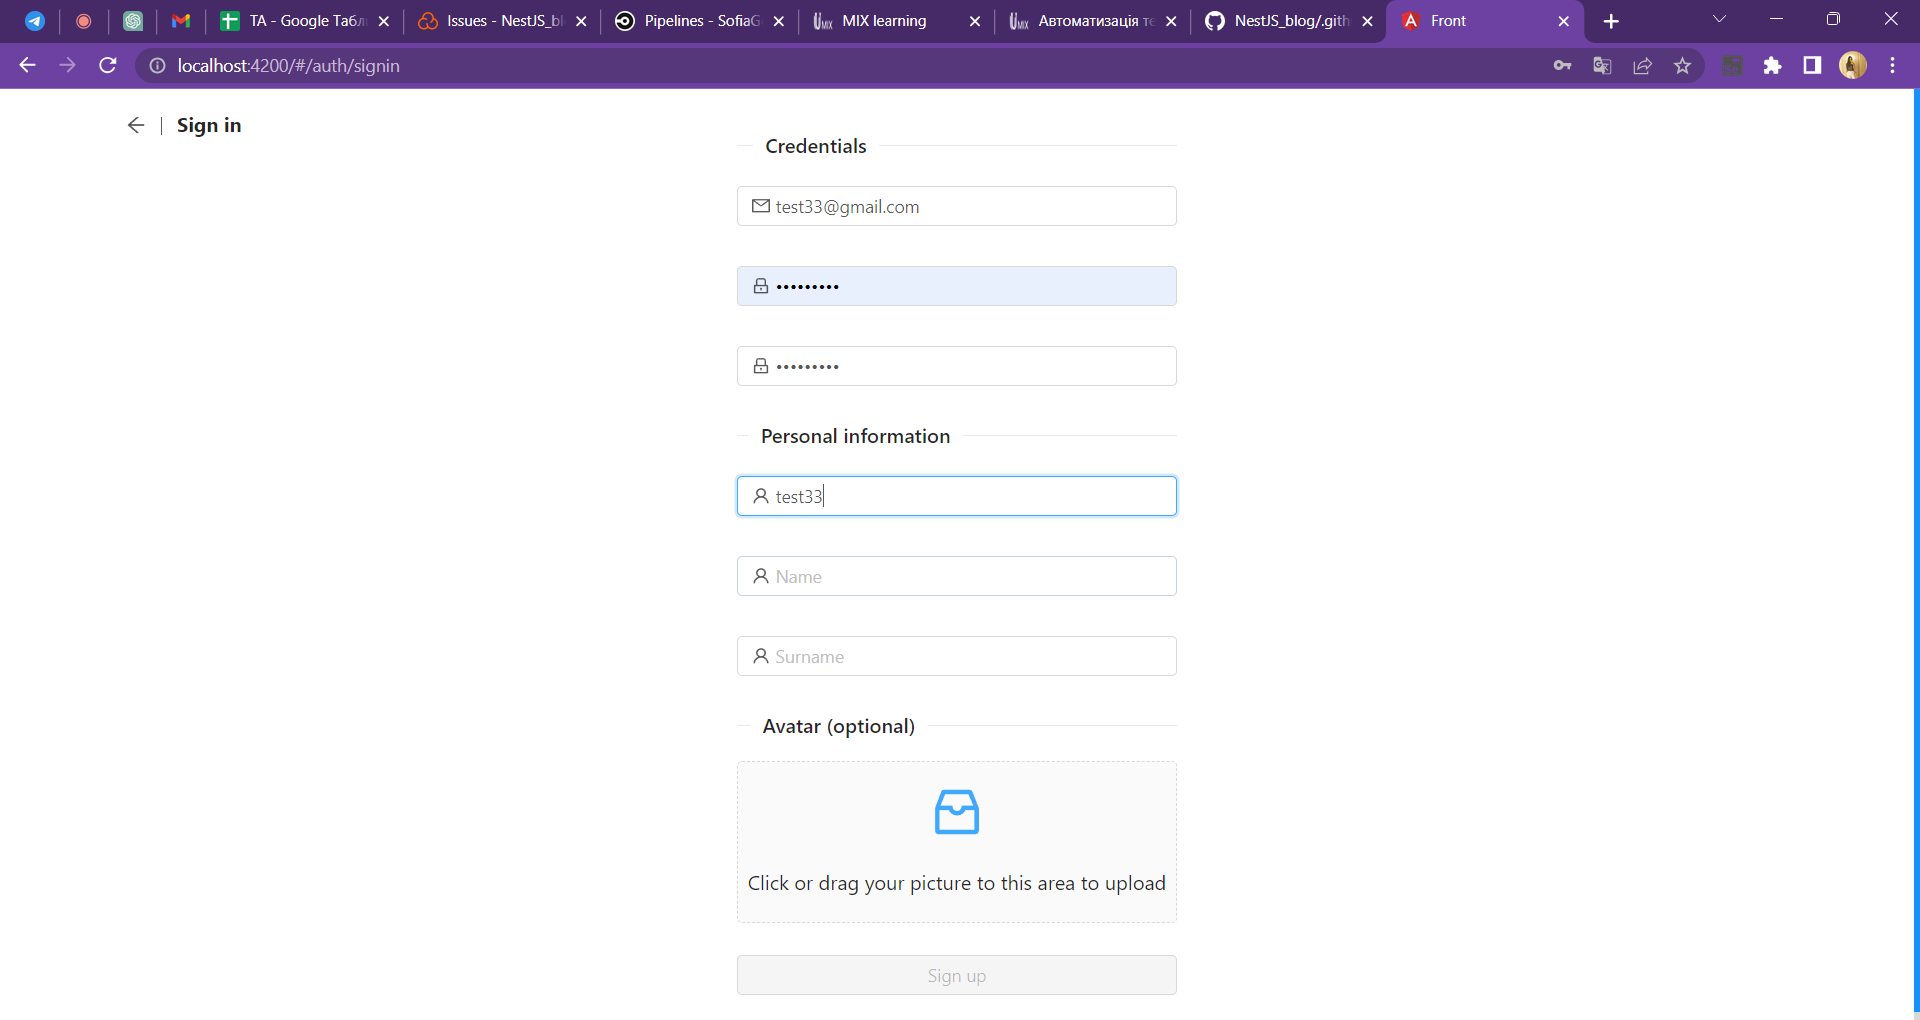 TA - Google Табл
Issues - NestJS_bl
Pipelines - SofiaG
MIX learning
Автоматизація те
NestJS_blog/.gith
Front
localhost:4200/#/auth/signin
Sign in
Credentials
test33@gmail.com
•••••••••
•••••••••
Personal information
test33
Name
Surname
Avatar (optional)
Click or drag your picture to this area to upload
Sign up